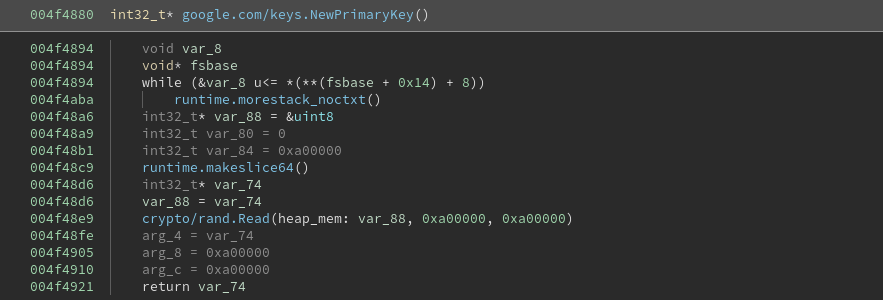 004f4880 int32_t* google.com/keys.NewPrimaryKey()
004f4894 void var_8
004f4894 void* fsbase
004f4894 while (&var_8 u<= *(**(fsbase + 0x14) + 8))
004f4aba runtime.morestack_noctxt()
004f48a6 int32_t* var_88 = &uint8
004f48a9 int32_t var_80 = 0
004f48b1 int32_t var_84 = 0xa00000
004f48c9 runtime.makeslice64()
004f48d6 int32_t* var_74
004f48d6 var_88 = var_74
004f48e9 crypto/rand.Read(heap_mem: var_88, 0xa00000, 0xa00000)
004f48fe arg_4 = var_74
004f4905 arg_8 = 0xa00000
004f4910 arg_c = 0xa00000
004f4921 return var_74